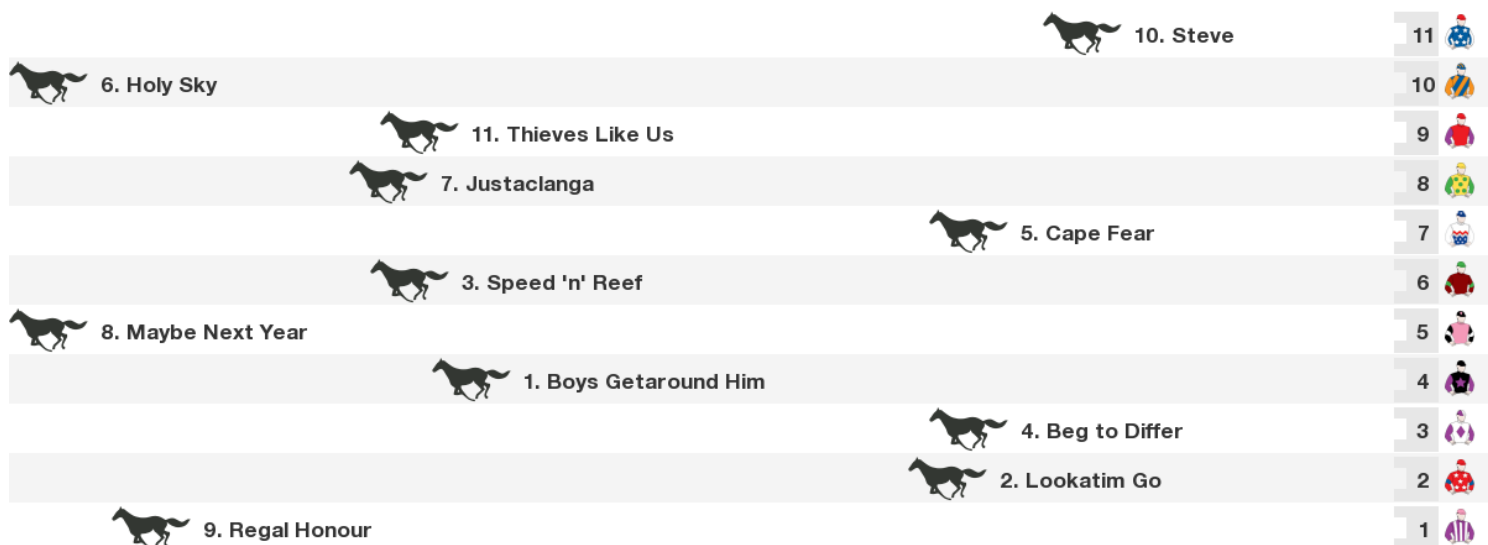 10. Steve 11
6. Holy Sky 10
11. Thieves Like Us 9
7. Justaclanga 8
5. Cape Fear 7
3. Speed 'n' Reef 6
8. Maybe Next Year 5
1. Boys Getaround Him 4
4. Beg to Differ 3
2. Lookatim Go 2
9. Regal Honour 1